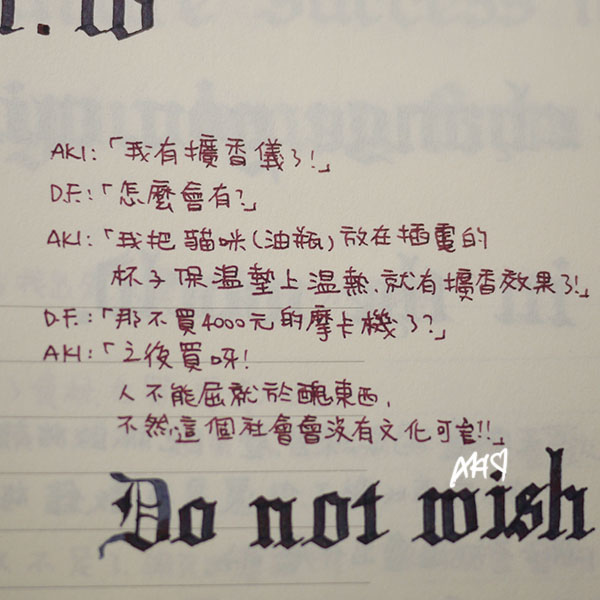 AKI:「我有擴香儀了!」
D.F.:「怎麼會有?」
AKI:「我把貓咪(油瓶)放在插電的
杯子保溫墊上溫熱,就有擴香效果了!」
D.F.:「那不買4000元的摩卡機了?」
AKI:「之後買呀!
人不能屈就於醜東西,
不然這個社會會沒有文化可言!!」
Do not wish